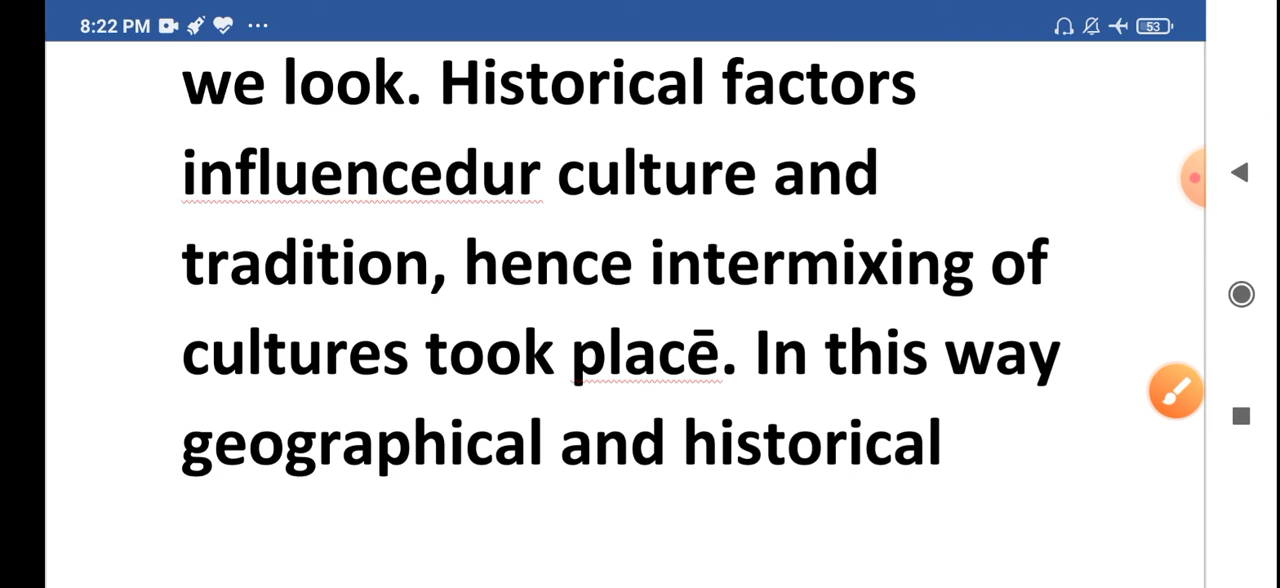 8:22 PM 53
we look. Historical factors
influencedur culture and
tradition, hence intermixing of
cultures took placē. In this way
geographical and historical